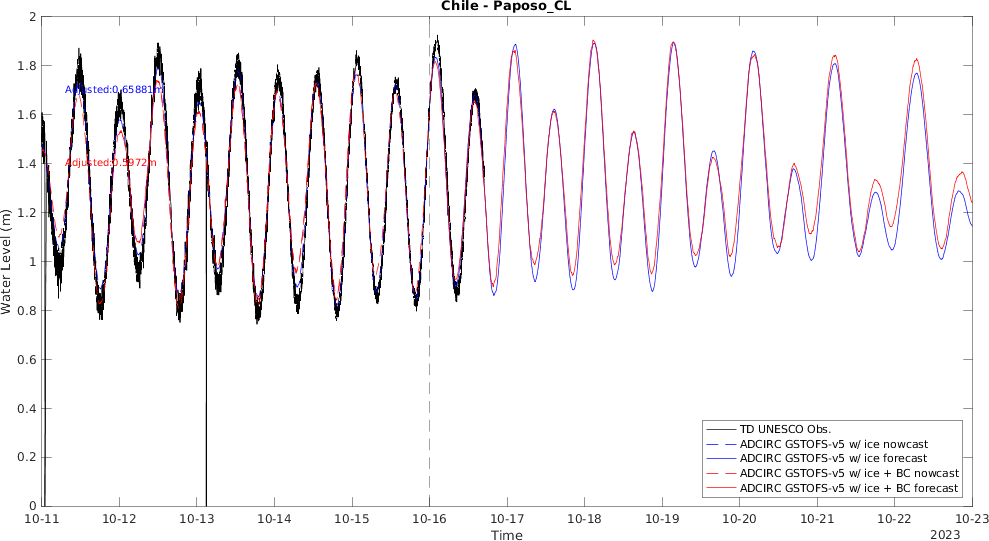 Chile - Paposo_CL
2
1.8
1.6
1.4
1.2
1
0.8
0.6
0.4
0.2
0
Water Level (m)
Adjusted:0.65881m
Adjusted:0.5972m
TD UNESCO Obs.
ADCIRC GSTOFS-v5 w/ ice nowcast
ADCIRC GSTOFS-v5 w/ ice forecast
ADCIRC GSTOFS-v5 w/ ice + BC nowcast
ADCIRC GSTOFS-v5 w/ ice + BC forecast
10-11 10-12 10-13 10-14 10-15 10-16 10-17 10-18 10-19 10-20 10-21 10-22 10-23
Time
2023